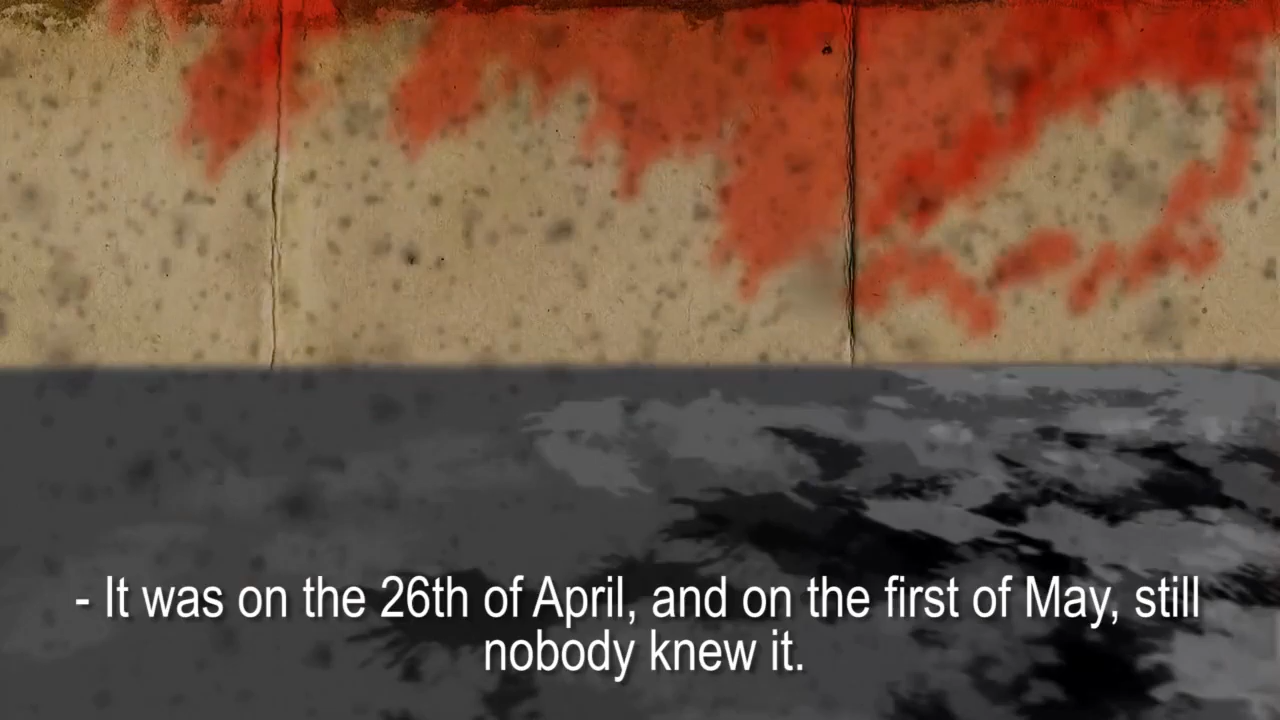 - It was on the 26th of April, and on the first of May, still
nobody knew it.